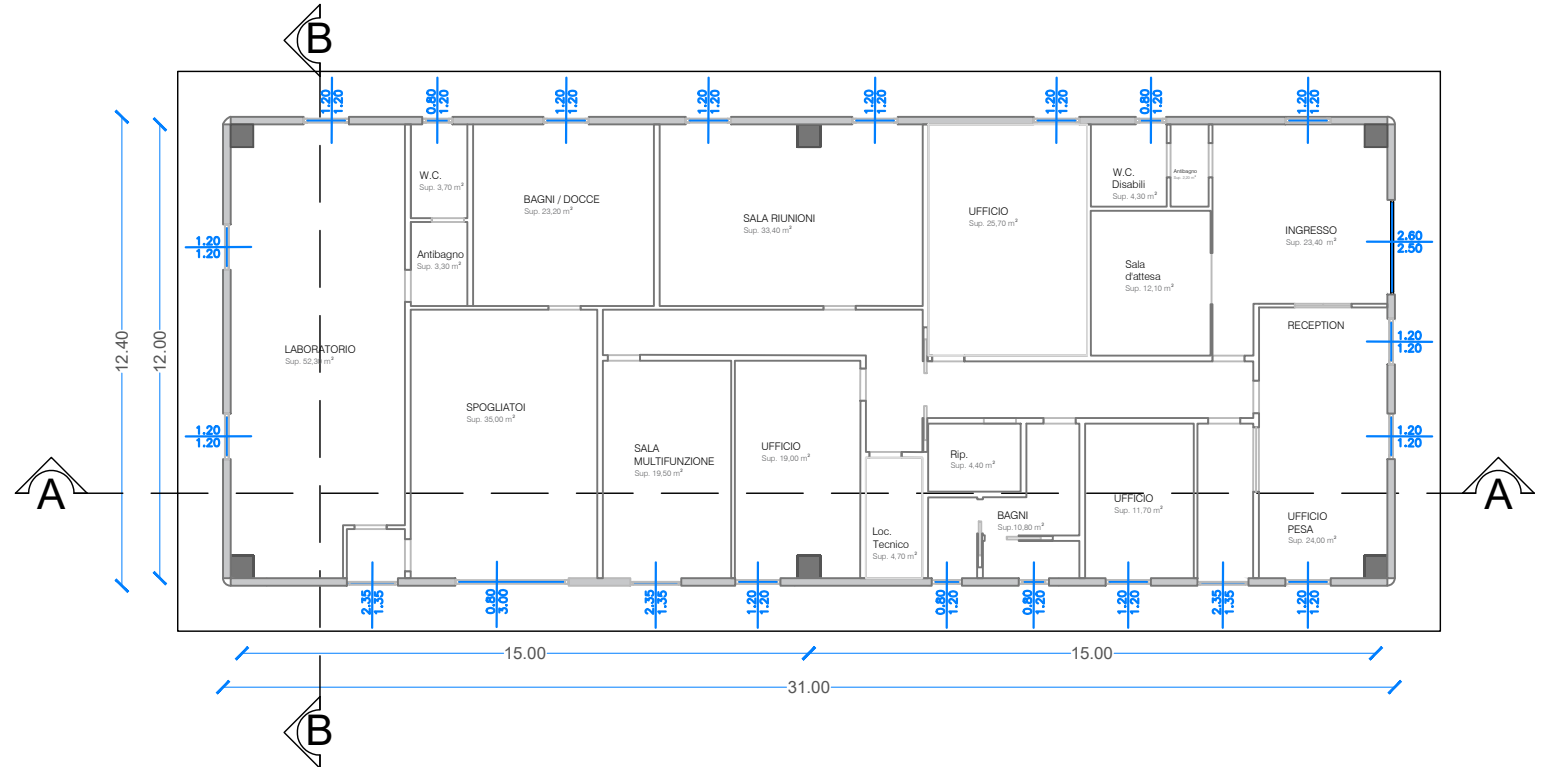 B
1.20
1.20
0.80
1.20
1.20
1.20
1.20
1.20
1.20
1.20
1.20
1.20
0.80
1.20
1.20
1.20
W.C.
Sup. 3,70 m²
BAGNI / DOCCE
Sup. 23,20 m²
SALA RIUNIONI
Sup. 33,40 m²
UFFICIO
Sup. 25,70 m²
W.C.
Disabili
Sup. 4,30 m²
Antibagno
INGRESSO
Sup. 23,40 m²
1.20
1.20
2.60
2.50
Antibagno
Sup. 3,30 m²
Sala
d'attesa
Sup. 12,10 m²
RECEPTION
12.40
12.00
LABORATORIO
Sup. 52,30 m²
1.20
1.20
SPOGLIATOI
Sup. 35,00 m²
1.20
1.20
1.20
1.20
SALA
MULTIFUNZIONE
Sup. 19,50 m²
UFFICIO
Sup. 19,00 m²
Rip.
Sup. 4,40 m²
A
A
UFFICIO
Sup. 11,70 m²
BAGNI
Sup.10,80 m²
UFFICIO
PESA
Sup. 24,00 m²
Loc.
Tecnico
Sup. 4,70 m²
2.35
1.35
0.80
3.00
2.35
1.35
1.20
1.20
0.80
1.20
0.80
1.20
1.20
1.20
2.35
1.35
1.20
1.20
15.00
15.00
31.00
B